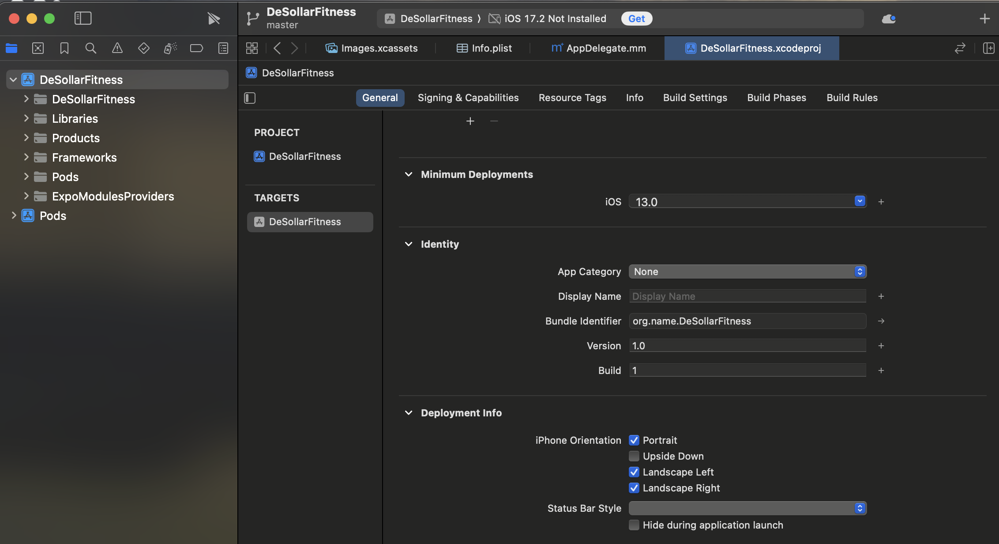 DeSollarFitness
master
DeSollarFitness ⟩ iOS 17.2 Not Installed Get
Images.xcassets Info.plist AppDelegate.mm DeSollarFitness.xcodeproj
DeSollarFitness
DeSollarFitness
Libraries
Products
Frameworks
Pods
ExpoModulesProviders
Pods
DeSollarFitness
General Signing & Capabilities Resource Tags Info Build Settings Build Phases Build Rules
PROJECT
DeSollarFitness
TARGETS
DeSollarFitness
Minimum Deployments
iOS 13.0
Identity
App Category None
Display Name Display Name
Bundle Identifier org.name.DeSollarFitness
Version 1.0
Build 1
Deployment Info
iPhone Orientation Portrait
Upside Down
Landscape Left
Landscape Right
Status Bar Style
Hide during application launch